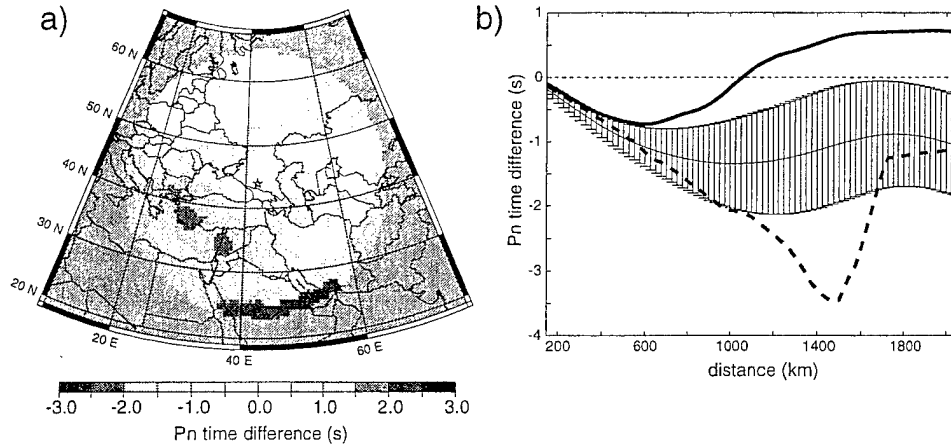 a)
60 N
50 N
40 N
30 N
20 N
20 E
40 E
60 E
-3.0 -2.0 -1.0 0.0 1.0 2.0 3.0
Pn time difference (s)
b)
1
0
-1
-2
-3
-4
Pn time difference (s)
200 600 1000 1400 1800
distance (km)